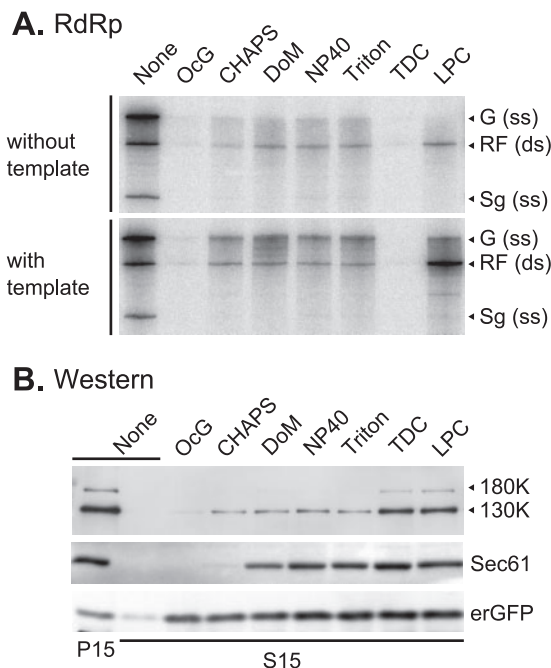 A. RdRp
None OcG CHAPS DoM NP40 Triton TDC LPC
without
template
G (ss)
RF (ds)
Sg (ss)
with
template
G (ss)
RF (ds)
Sg (ss)
B. Western
None OcG CHAPS DoM NP40 Triton TDC LPC
180K
130K
Sec61
erGFP
P15
S15